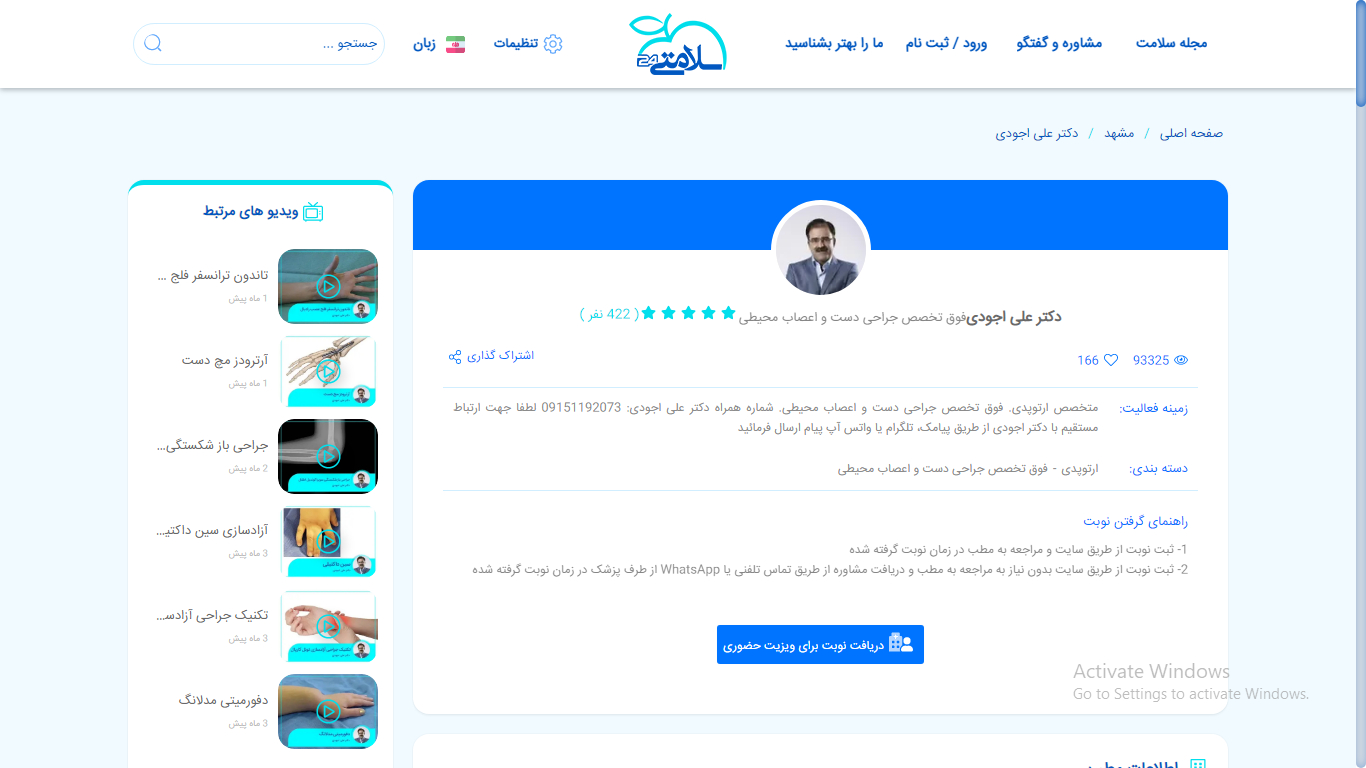 مجله سلامت
مشاوره و گفتگو
ورود / ثبت نام
ما را بهتر بشناسید
سلامتی 24
تنظیمات
زبان
جستجو ...
صفحه اصلی / مشهد / دکتر علی اجودی
دکتر علی اجودی فوق تخصص جراحی دست و اعصاب محیطی ( 422 نفر )
93325 166
اشتراک گذاری
زمینه فعالیت: متخصص ارتوپدی. فوق تخصص جراحی دست و اعصاب محیطی. شماره همراه دکتر علی اجودی: 09151192073 لطفا جهت ارتباط
مستقیم با دکتر اجودی از طریق پیامک، تلگرام یا واتس آپ پیام ارسال فرمائید
دسته بندی: ارتوپدی - فوق تخصص جراحی دست و اعصاب محیطی
راهنمای گرفتن نوبت
1- ثبت نوبت از طریق سایت و مراجعه به مطب در زمان نوبت گرفته شده
2- ثبت نوبت از طریق سایت بدون نیاز به مراجعه به مطب و دریافت مشاوره از طریق تماس تلفنی یا WhatsApp از طرف پزشک در زمان نوبت گرفته شده
دریافت نوبت برای ویزیت حضوری
اطلاعات مطب
ویدیو های مرتبط
تاندون ترانسفر فلج ...
1 ماه پیش
آرترودز مچ دست
1 ماه پیش
جراحی باز شکستگی...
2 ماه پیش
آزادسازی سین داکتی...
3 ماه پیش
سین داکتیلی
تکنیک جراحی آزادس...
3 ماه پیش
دفورمیتی مدلانگ
3 ماه پیش
دفورمیتی مدلانگ
Activate Windows
Go to Settings to activate Windows.